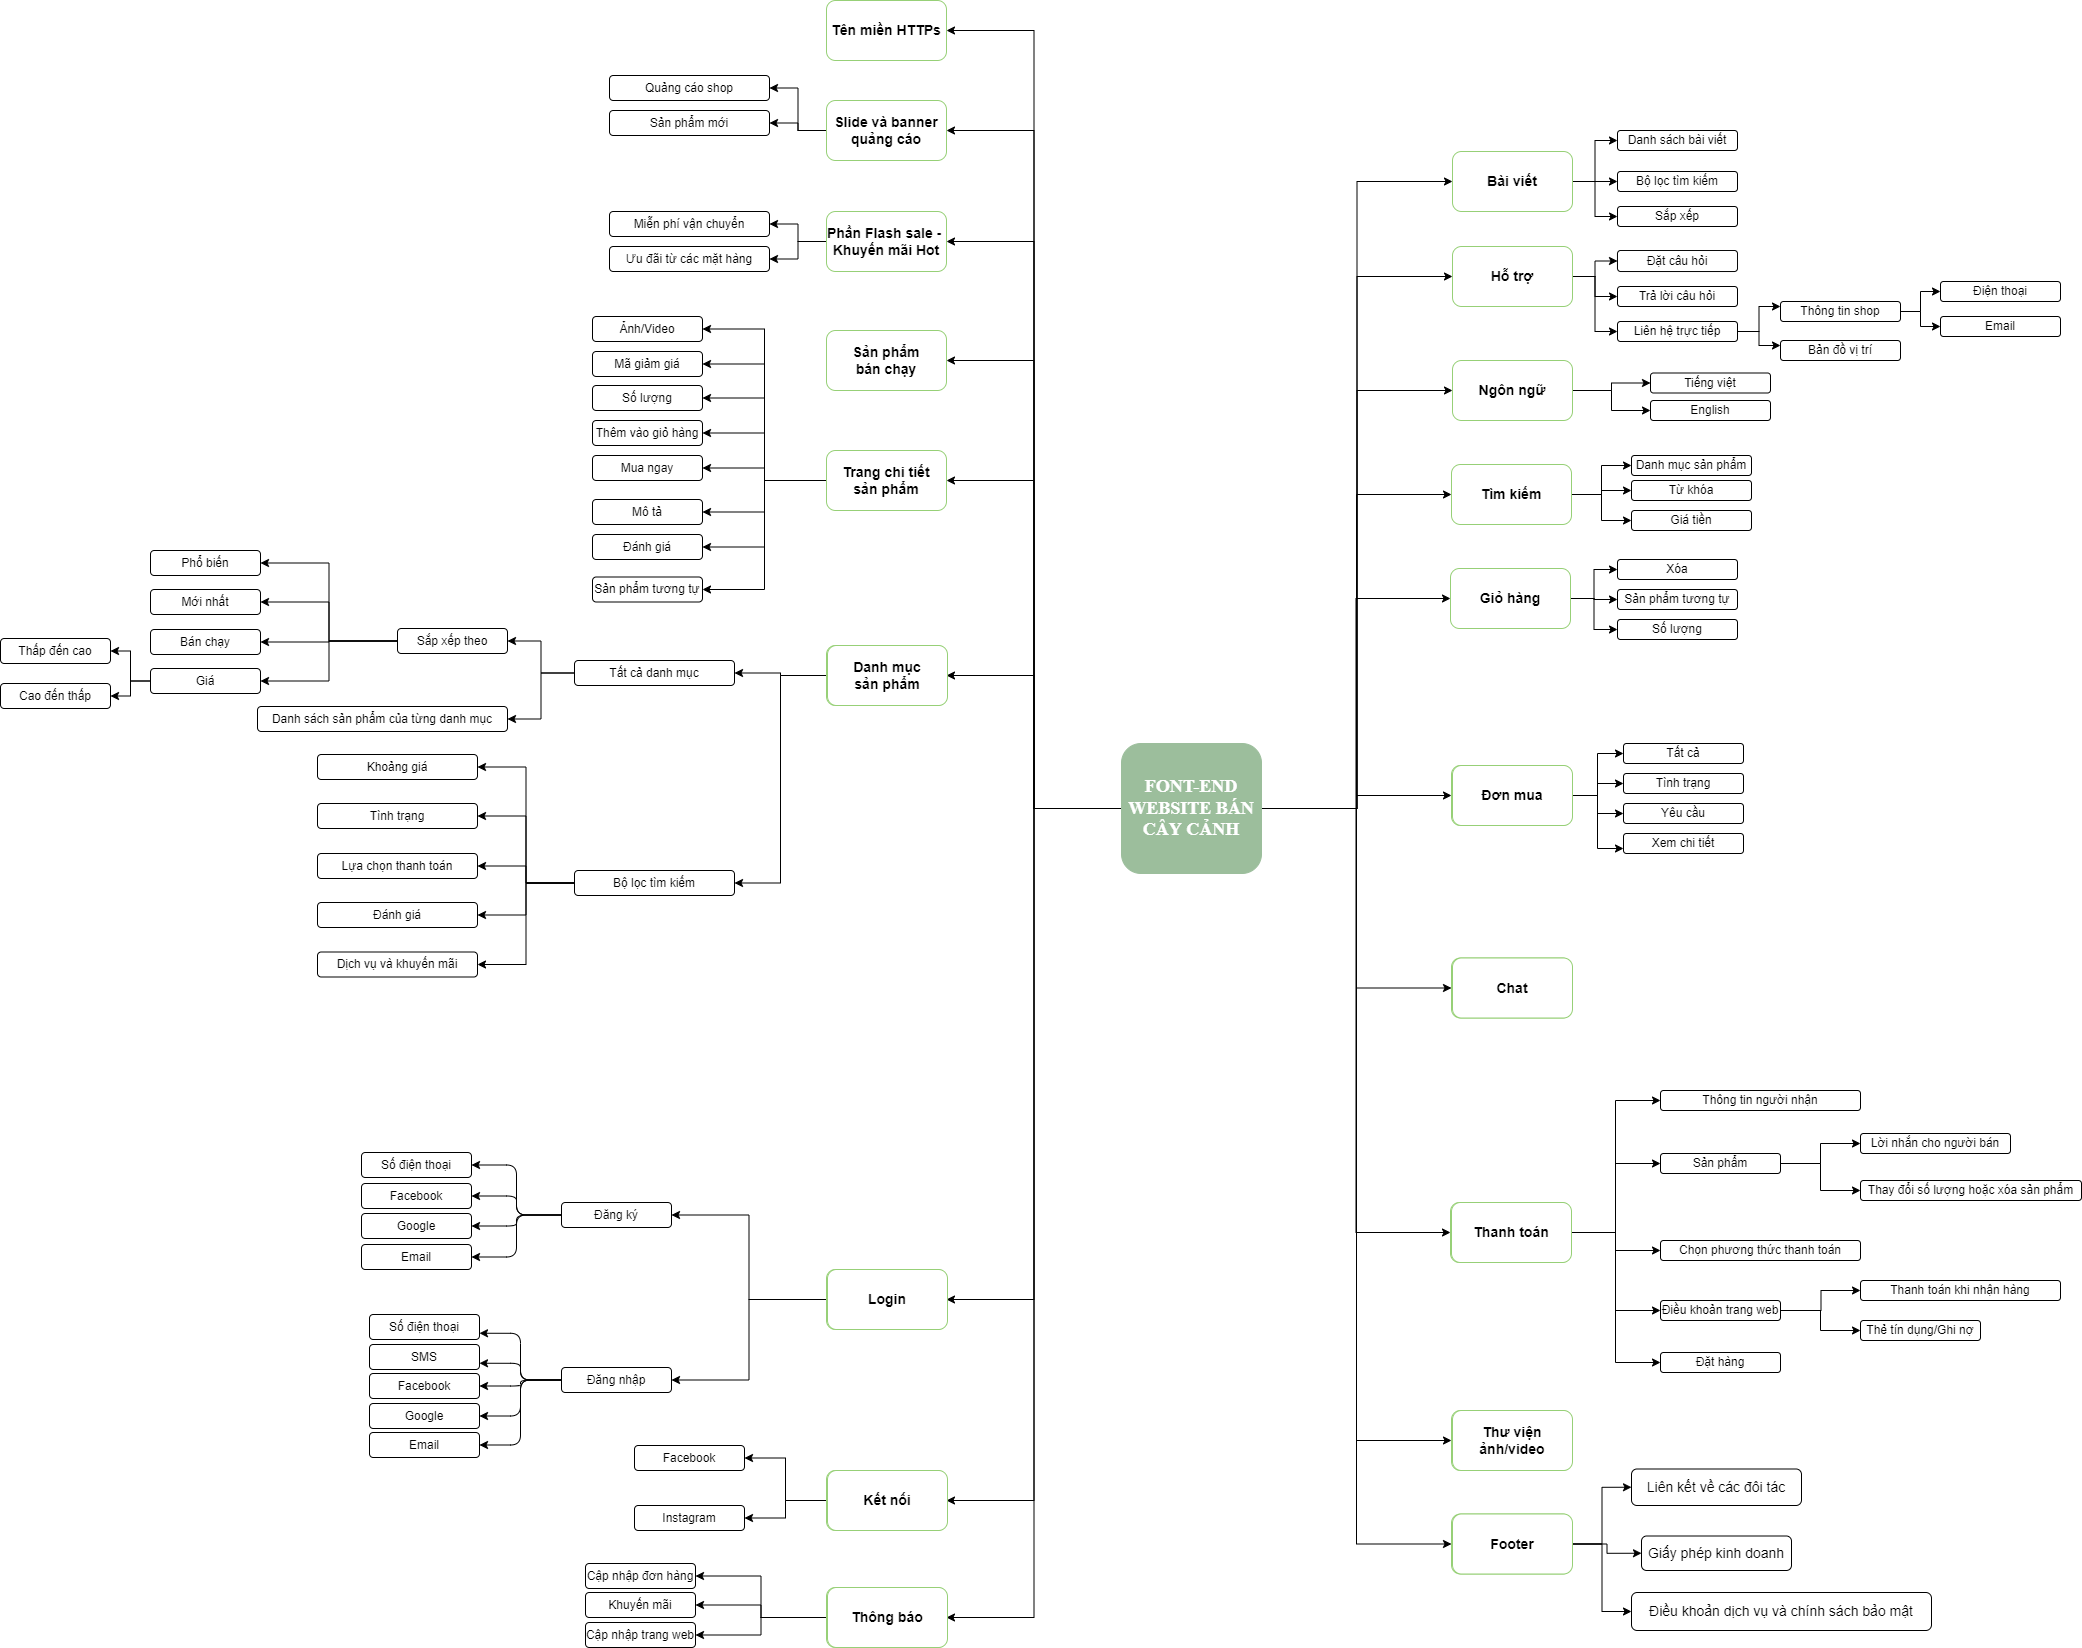 FONT-END
WEBSITE BÁN
CÂY CẢNH
Tên miền HTTPs
Slide và banner
quảng cáo
Quảng cáo shop
Sản phẩm mới
Phần Flash sale -
Khuyến mãi Hot
Miễn phí vận chuyển
Ưu đãi từ các mặt hàng
Sản phẩm
bán chạy
Trang chi tiết
sản phẩm
Ảnh/Video
Mã giảm giá
Số lượng
Thêm vào giỏ hàng
Mua ngay
Mô tả
Đánh giá
Sản phẩm tương tự
Danh mục
sản phẩm
Tất cả danh mục
Sắp xếp theo
Phổ biến
Mới nhất
Bán chạy
Giá
Thấp đến cao
Cao đến thấp
Danh sách sản phẩm của từng danh mục
Bộ lọc tìm kiếm
Khoảng giá
Tình trạng
Lựa chọn thanh toán
Đánh giá
Dịch vụ và khuyến mãi
Login
Đăng ký
Số điện thoại
Facebook
Google
Email
Đăng nhập
Số điện thoại
SMS
Facebook
Google
Email
Kết nối
Facebook
Instagram
Thông báo
Cập nhập đơn hàng
Khuyến mãi
Cập nhập trang web
Bài viết
Danh sách bài viết
Bộ lọc tìm kiếm
Sắp xếp
Hỗ trợ
Đặt câu hỏi
Trả lời câu hỏi
Liên hệ trực tiếp
Thông tin shop
Điện thoại
Email
Bản đồ vị trí
Ngôn ngữ
Tiếng việt
English
Tìm kiếm
Danh mục sản phẩm
Từ khóa
Giá tiền
Giỏ hàng
Xóa
Sản phẩm tương tự
Số lượng
Đơn mua
Tất cả
Tình trạng
Yêu cầu
Xem chi tiết
Chat
Thanh toán
Thông tin người nhận
Sản phẩm
Lời nhắn cho người bán
Thay đổi số lượng hoặc xóa sản phẩm
Chọn phương thức thanh toán
Điều khoản trang web
Thanh toán khi nhận hàng
Thẻ tín dụng/Ghi nợ
Đặt hàng
Thư viện
ảnh/video
Footer
Liên kết về các đôi tác
Giấy phép kinh doanh
Điều khoản dịch vụ và chính sách bảo mật